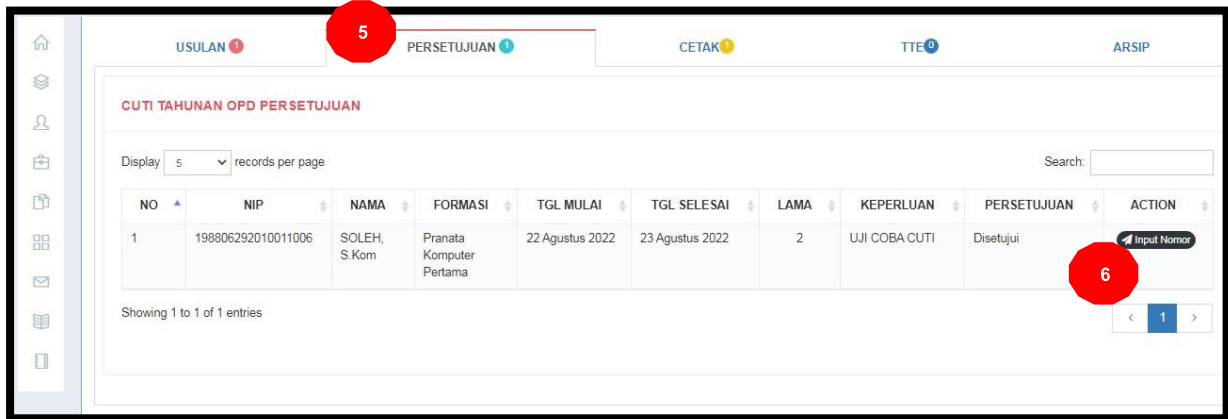 USULAN 1
5
PERSETUJUAN 1
CETAK 1
TTE 0
ARSIP
CUTI TAHUNAN OPD PERSETUJUAN
Display 5 records per page
Search:
NO NIP NAMA FORMASI TGL MULAI TGL SELESAI LAMA KEPERLUAN PERSETUJUAN ACTION
1 198806292010011006 SOLEH, Pranata 22 Agustus 2022 23 Agustus 2022 2 UJI COBA CUTI Disetujui Input Nomor
S.Kom Komputer
Pertama
6
Showing 1 to 1 of 1 entries
< 1 >